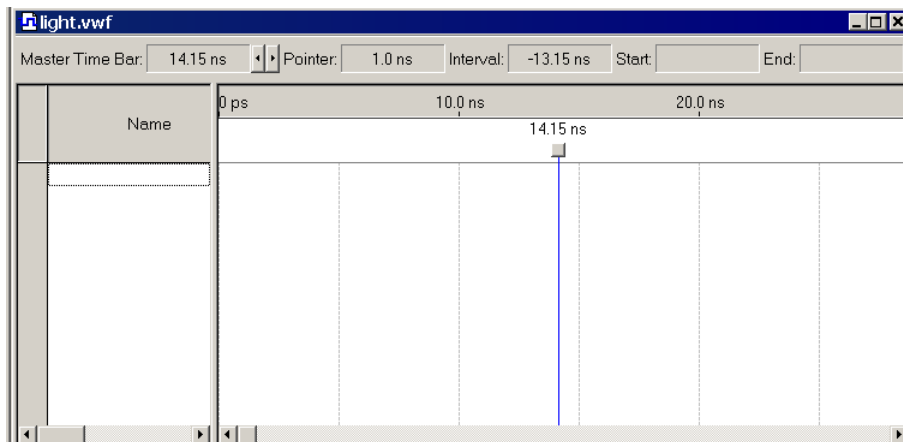 light.vwf
Master Time Bar: 14.15 ns Pointer: 1.0 ns Interval: -13.15 ns Start: End:
Name
0 ps 10.0 ns 20.0 ns
14.15 ns